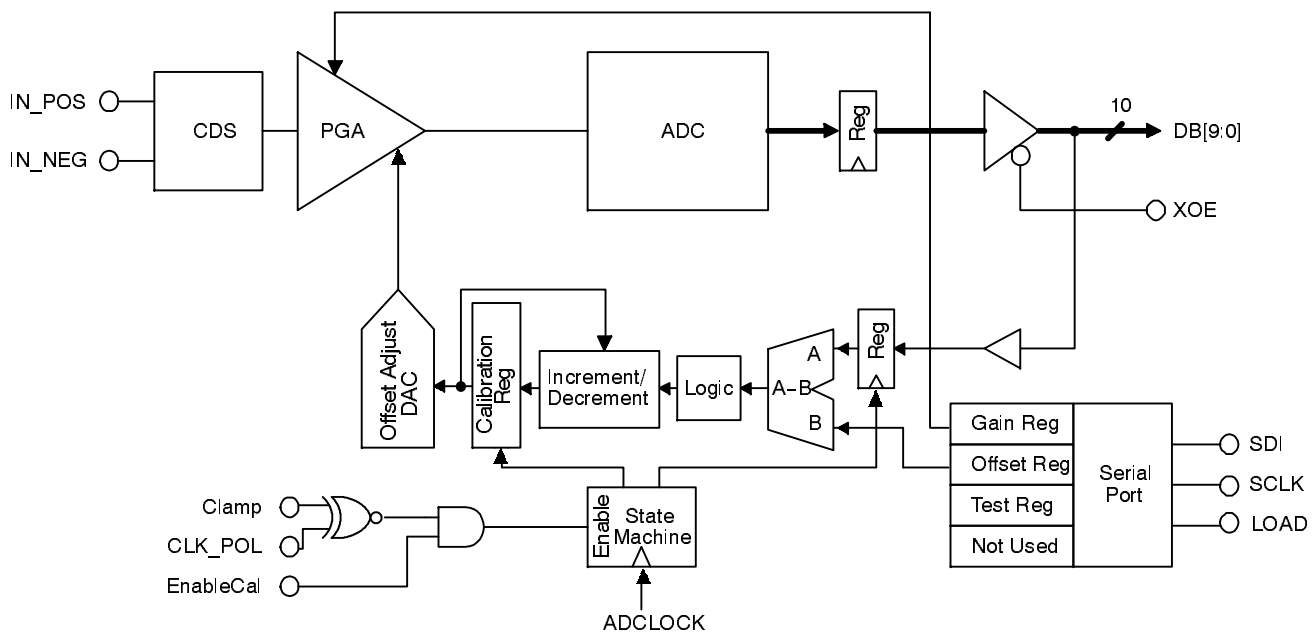 IN_POS
IN_NEG
CDS
PGA
ADC
Reg
10
DB[9:0]
XOE
Offset Adjust
DAC
Calibration
Reg
Increment/
Decrement
Logic
A
A–B
B
Reg
Gain Reg
Offset Reg
Test Reg
Not Used
Serial
Port
SDI
SCLK
LOAD
Clamp
CLK_POL
EnableCal
Enable
State
Machine
ADCLOCK